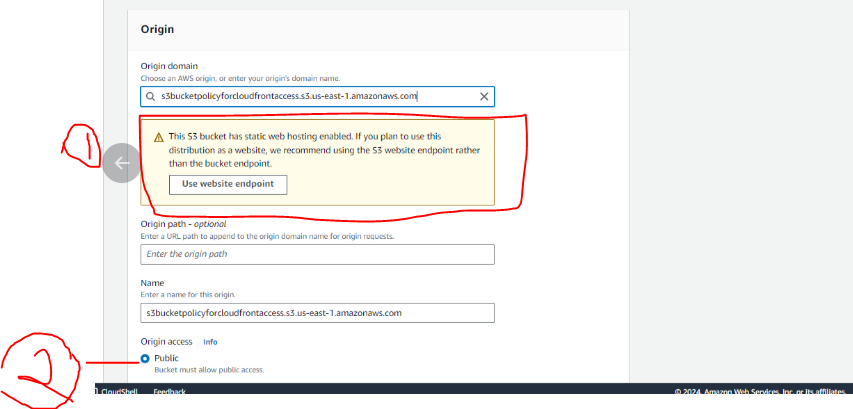 Origin
Origin domain
Choose an AWS origin, or enter your origin's domain name.
s3bucketpolicyforcloudfrontaccess.s3.us-east-1.amazonaws.com
1
This S3 bucket has static web hosting enabled. If you plan to use this
distribution as a website, we recommend using the S3 website endpoint rather
than the bucket endpoint.
Use website endpoint
Origin path - optional
Enter a URL path to append to the origin domain name for origin requests.
Enter the origin path
Name
Enter a name for this origin.
s3bucketpolicyforcloudfrontaccess.s3.us-east-1.amazonaws.com
Origin access Info
2
Public
Bucket must allow public access.
CloudShell Feedback © 2024, Amazon Web Services, Inc. or its affiliates.